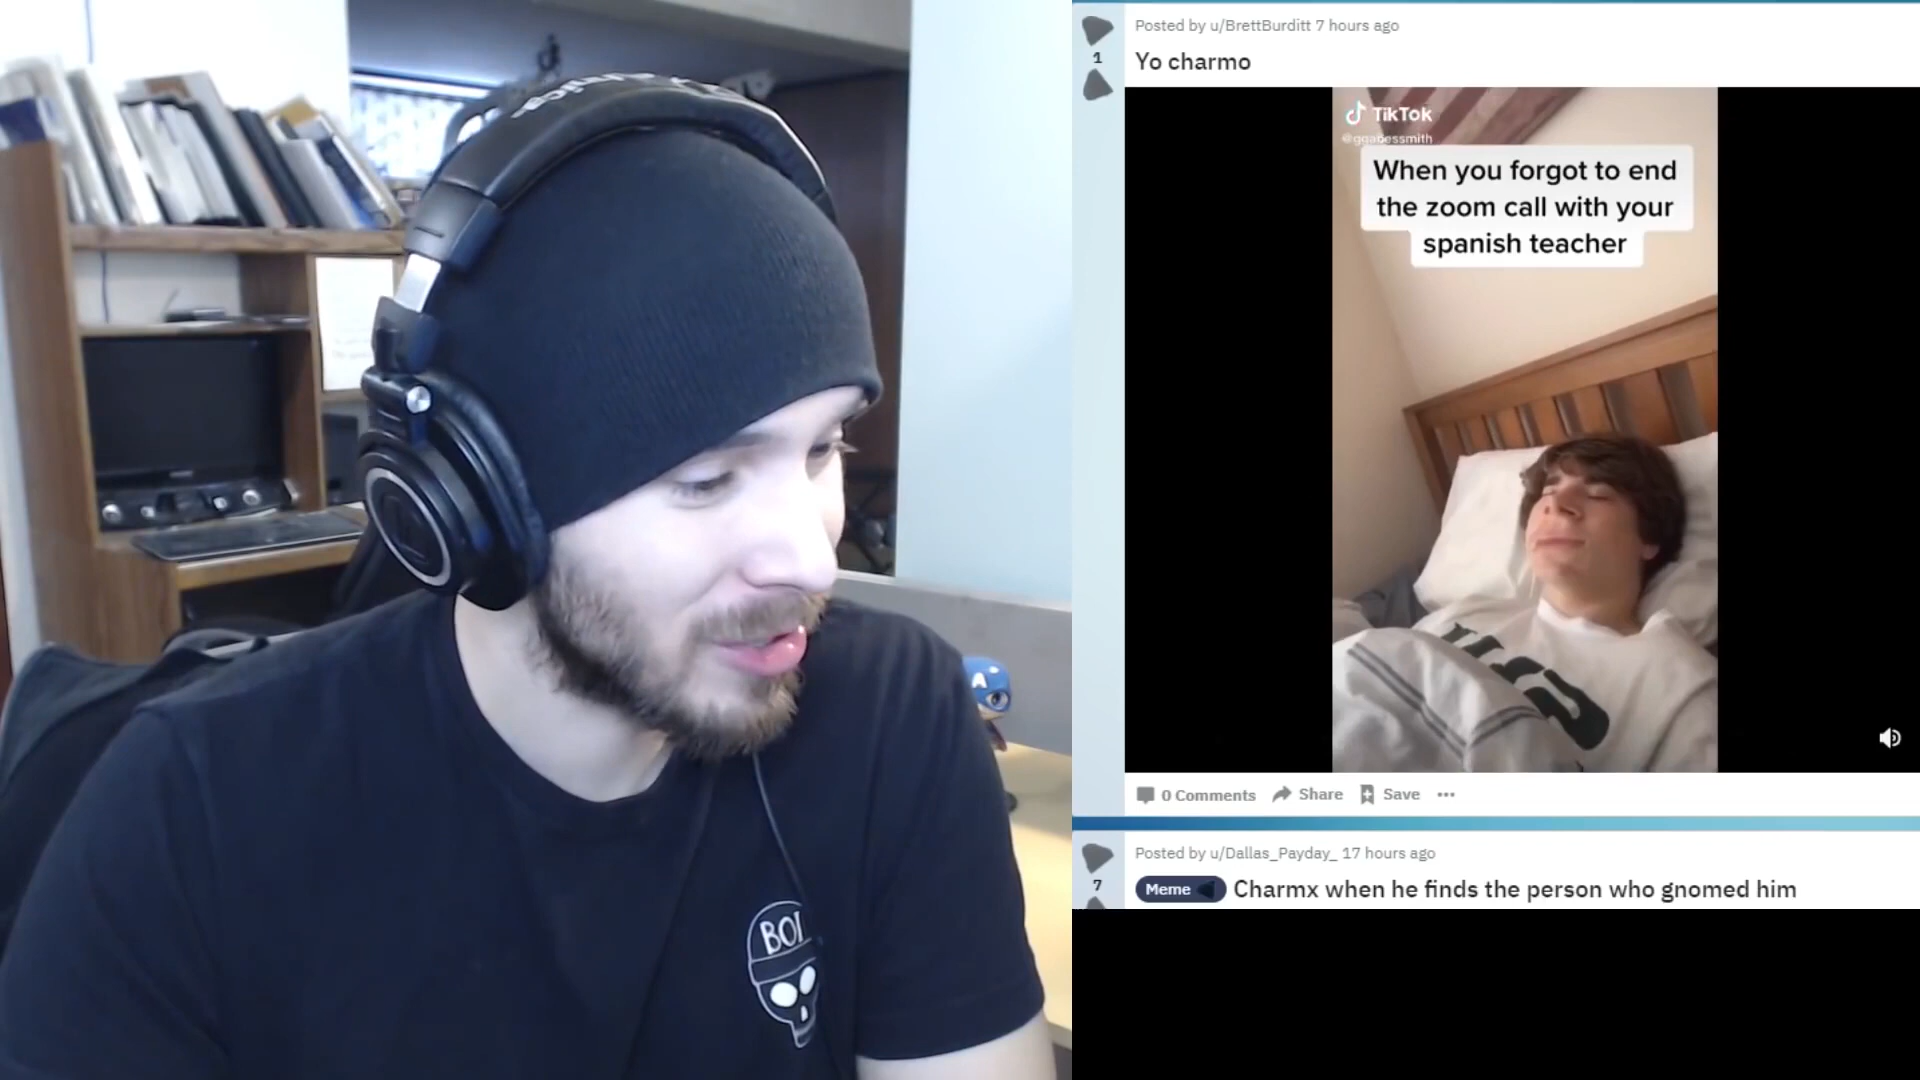 BOI
A
Posted by u/BrettBurditt 7 hours ago
1
Yo charmo
TikTok
When you forgot to end
the zoom call with your
spanish teacher
0 Comments
Share
Save
Posted by u/Dallas_Payday_ 17 hours ago
7
Meme
Charmx when he finds the person who gnomed him